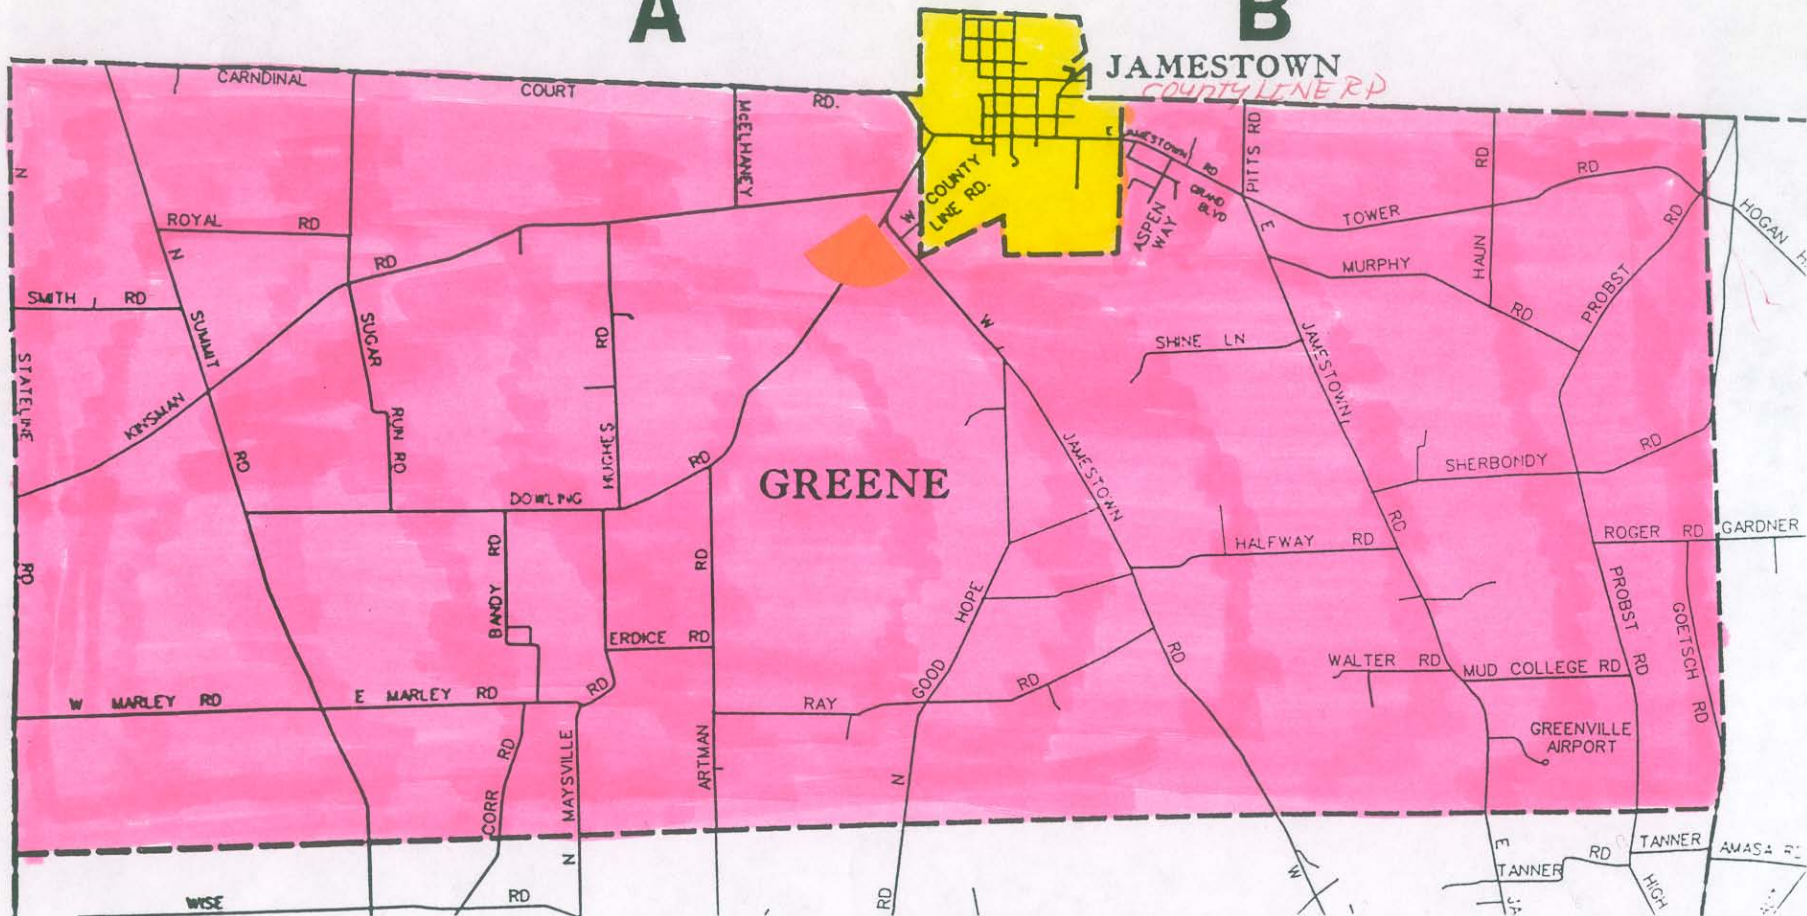 A
B
JAMESTOWN
COUNTY LINE RD
CARNDINAL
COURT
RD.
McELHANEY
N
STATELINE
RD
ROYAL RD
N
SUMMIT
RD
SMITH RD
KINSMAN
RD
SUGAR
RUN RD
HUGHES
RD
DOWLING
RD
W
COUNTY
LINE RD.
E
JAMESTOWN
RD
GRAND
BLVD
ASPEN
WAY
PITTS RD
E
JAMESTOWN
RD
TOWER
RD
HAUN
RD
MURPHY
RD
PROBST
RD
HOGAN
SHINE LN
W
JAMESTOWN
RD
SHERBONDY
RD
GREENE
HALFWAY RD
ROGER RD
GARDNER
PROBST
RD
GOETSCH
RD
BANDY
RD
ERDICE RD
ARTMAN
RD
GOOD
HOPE
N
RD
RAY
RD
WALTER RD
MUD COLLEGE RD
GREENVILLE
AIRPORT
W MARLEY RD
E MARLEY RD
RD
CORR
RD
N MAYSVILLE
WISE
RD
W
E
TANNER
RD
TANNER
AMASA RD
HIGH
JA